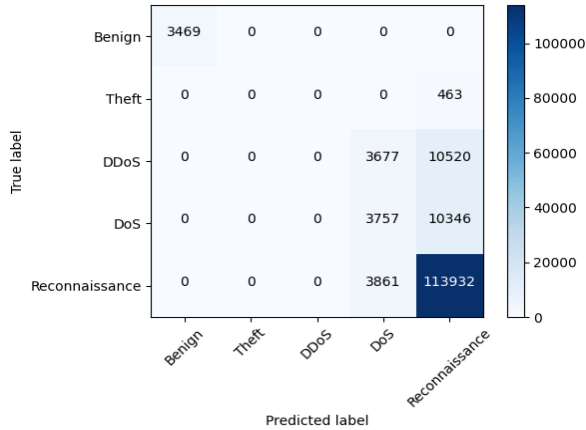 Benign 3469 0 0 0 0
Theft 0 0 0 0 463
DDoS 0 0 0 3677 10520
DoS 0 0 0 3757 10346
Reconnaissance 0 0 0 3861 113932
Benign Theft DDoS DoS Reconnaissance
Predicted label
True label
100000
80000
60000
40000
20000
0